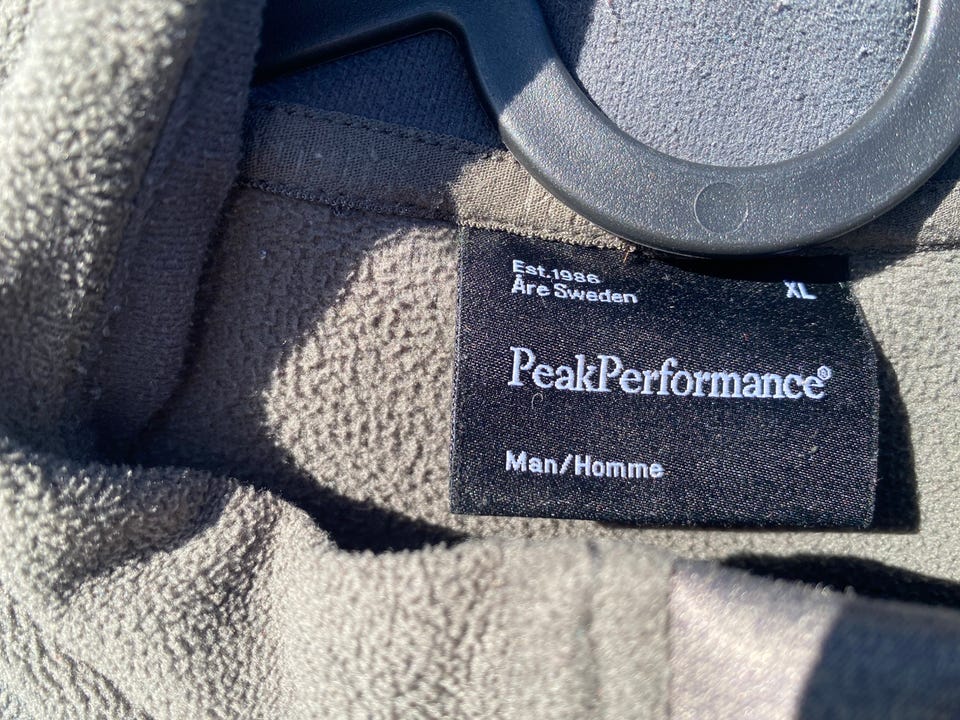 Est.1986
Åre Sweden
XL
PeakPerformance®
Man/Homme